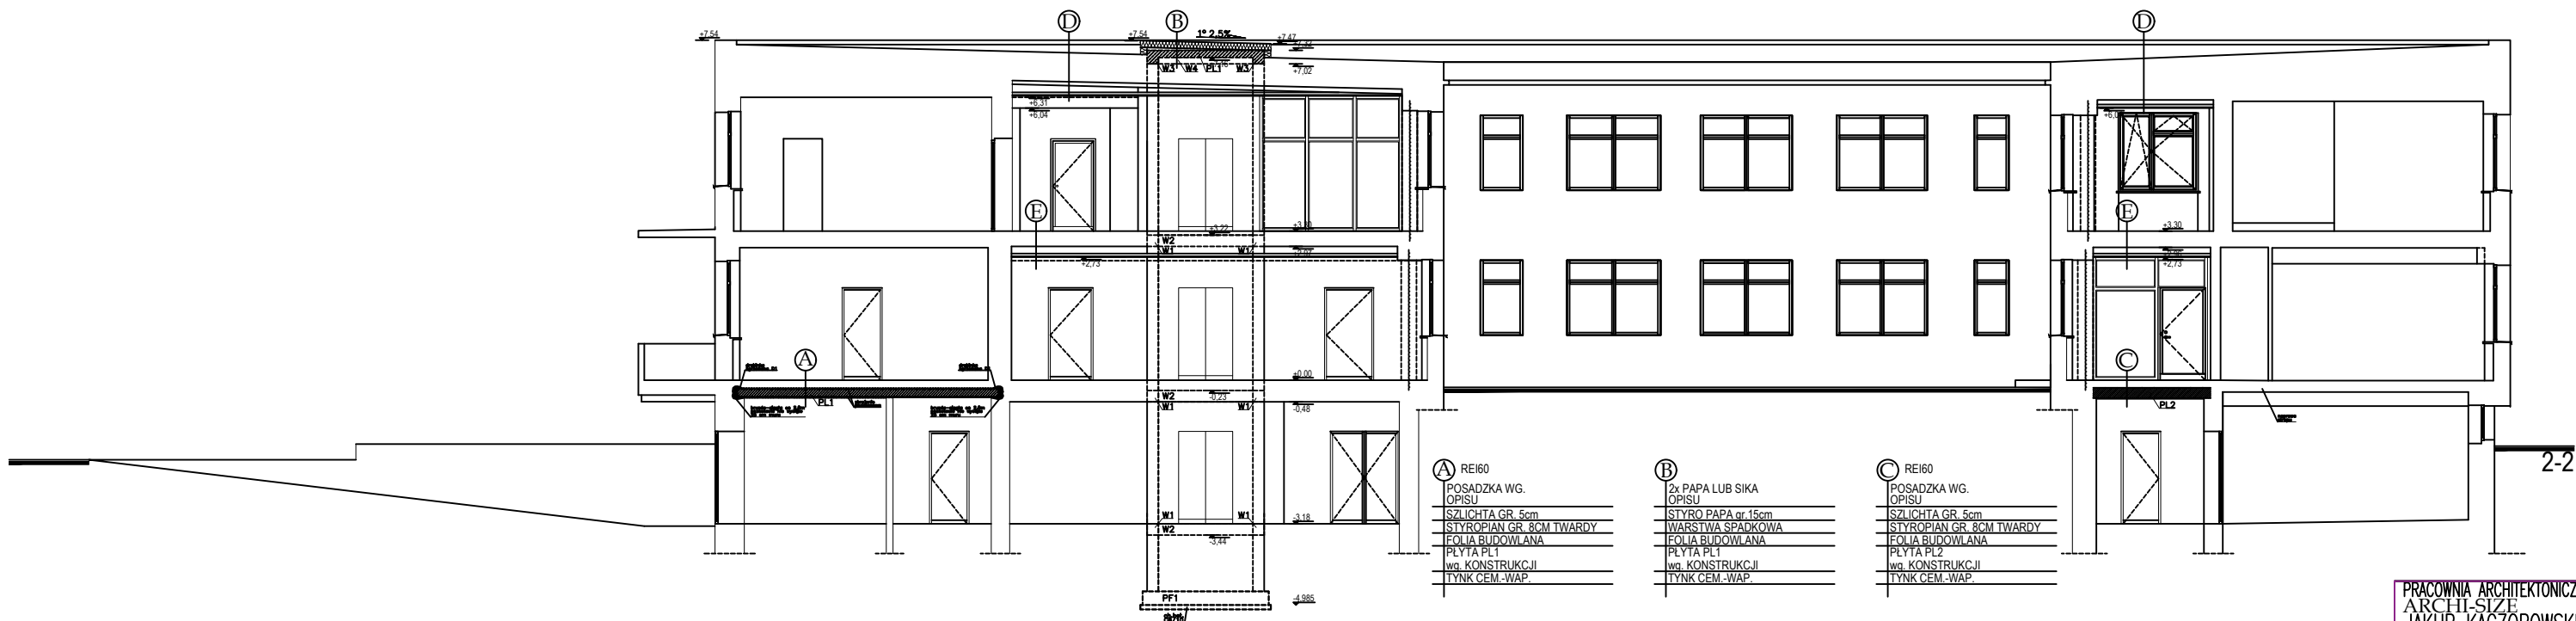 D
B
D
+7,54
+7,54
1° 2,5%
+7,47
W3
W4
PL1
W3
+7,02
+6,31
+6,04
E
E
+3,22
+3,30
W2
W1
W1
+2,73
+3,30
+2,73
A
C
±0,00
PL1
W2
-0,23
W1
W1
-0,48
PL2
2-2
W1
W1
-3,18
W2
-3,44
PF1
-4,985
A REI60
POSADZKA WG.
OPISU
SZLICHTA GR. 5cm
STYROPIAN GR. 8CM TWARDY
FOLIA BUDOWLANA
PŁYTA PL1
wg. KONSTRUKCJI
TYNK CEM.-WAP.
B
2x PAPA LUB SIKA
OPISU
STYRO PAPA gr.15cm
WARSTWA SPADKOWA
FOLIA BUDOWLANA
PŁYTA PL1
wg. KONSTRUKCJI
TYNK CEM.-WAP.
C REI60
POSADZKA WG.
OPISU
SZLICHTA GR. 5cm
STYROPIAN GR. 8CM TWARDY
FOLIA BUDOWLANA
PŁYTA PL2
wg. KONSTRUKCJI
TYNK CEM.-WAP.
PRACOWNIA ARCHITEKTONICZ
ARCHI-SIZE
JAKUB KACZOROWSKI